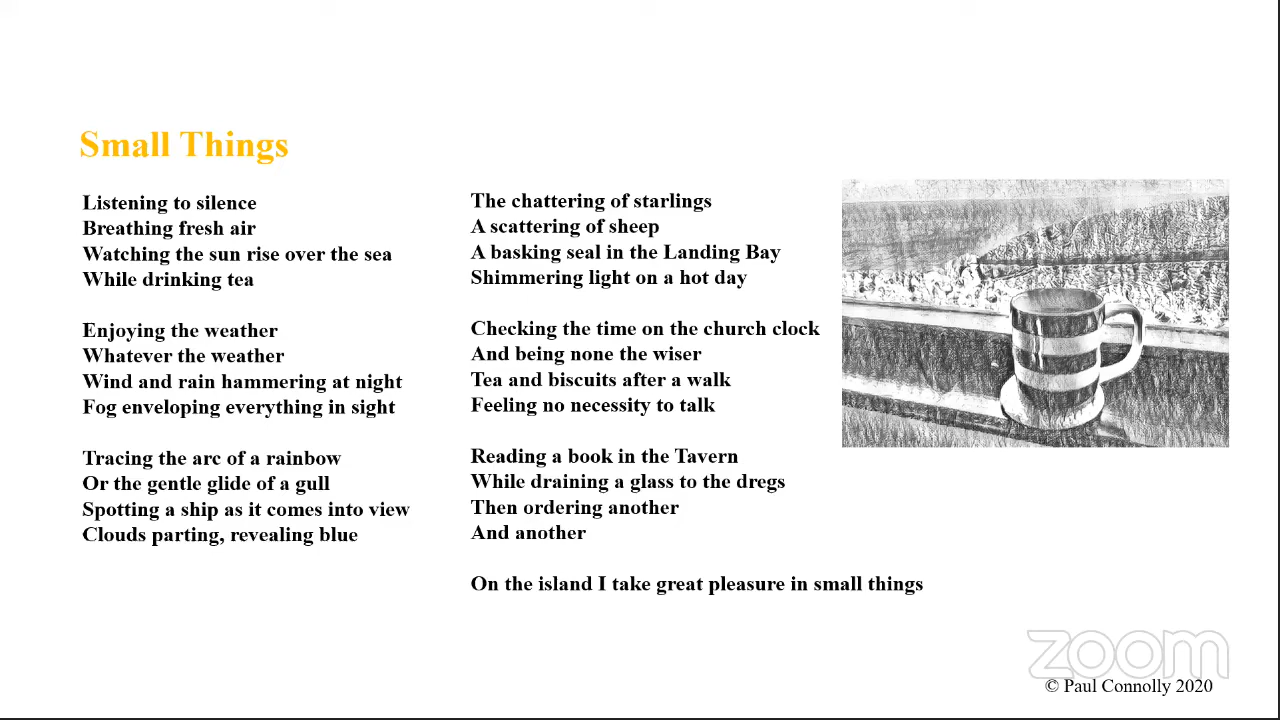 Small Things
Listening to silence
Breathing fresh air
Watching the sun rise over the sea
While drinking tea
Enjoying the weather
Whatever the weather
Wind and rain hammering at night
Fog enveloping everything in sight
Tracing the arc of a rainbow
Or the gentle glide of a gull
Spotting a ship as it comes into view
Clouds parting, revealing blue
The chattering of starlings
A scattering of sheep
A basking seal in the Landing Bay
Shimmering light on a hot day
Checking the time on the church clock
And being none the wiser
Tea and biscuits after a walk
Feeling no necessity to talk
Reading a book in the Tavern
While draining a glass to the dregs
Then ordering another
And another
On the island I take great pleasure in small things
zoom
© Paul Connolly 2020